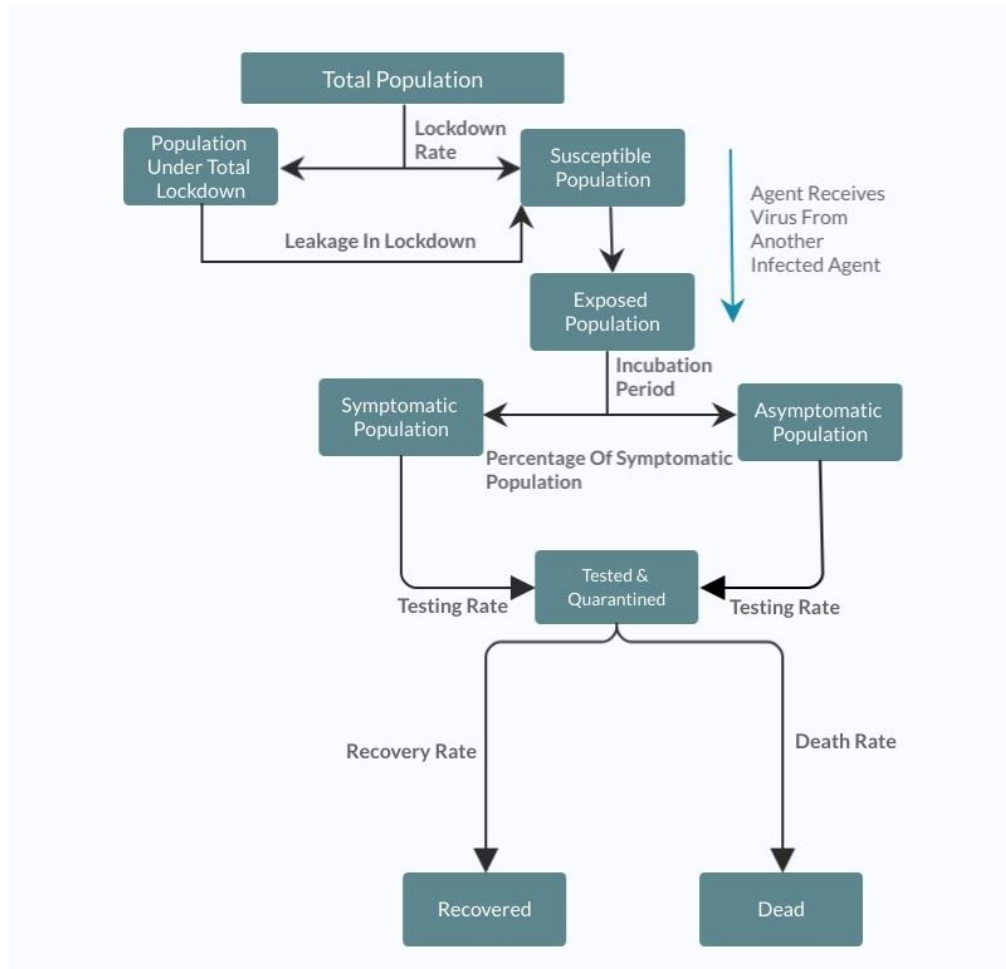 Total Population
Lockdown
Rate
Population
Under Total
Lockdown
Susceptible
Population
Agent Receives
Virus From
Another
Infected Agent
Leakage In Lockdown
Exposed
Population
Incubation
Period
Symptomatic
Population
Asymptomatic
Population
Percentage Of Symptomatic
Population
Tested &
Quarantined
Testing Rate
Testing Rate
Recovery Rate
Death Rate
Recovered
Dead